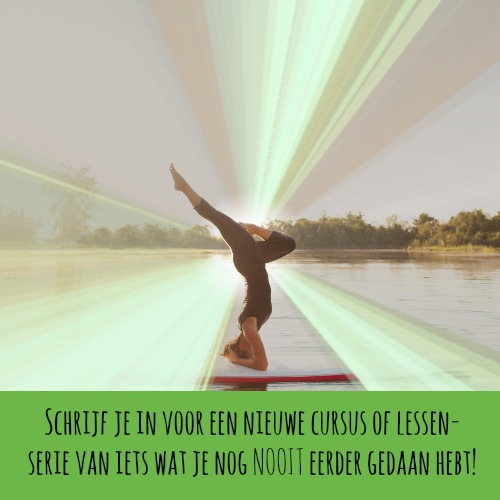 Schrijf je in voor een nieuwe cursus of lessen-
serie van iets wat je nog NOOIT eerder gedaan hebt!